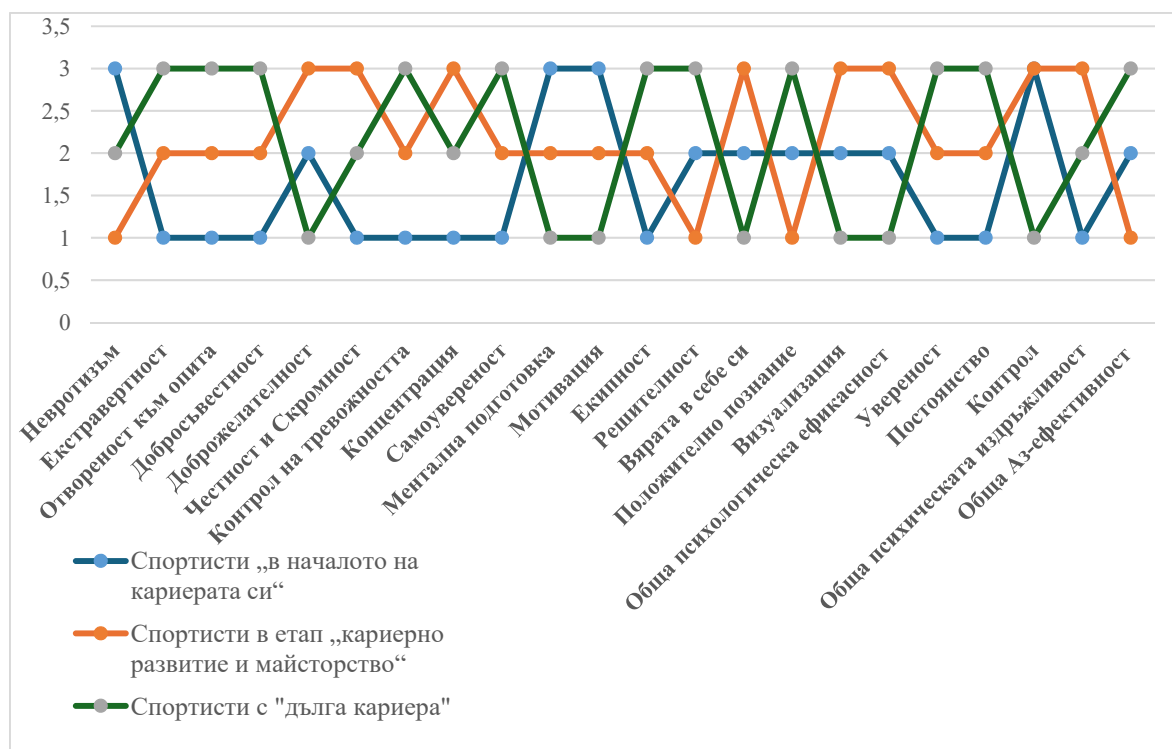 3,5
3
2,5
2
1,5
1
0,5
0
Невротизъм
Екстравертност
Отвореност към опита
Добросъвестност
Доброжелателност
Честност и Скромност
Контрол на тревожността
Концентрация
Самоувереност
Ментална подготовка
Мотивация
Екипност
Решителност
Вярата в себе си
Положително познание
Визуализация
Обща психологическа ефикасност
Увереност
Постоянство
Контрол
Обща психическата издръжливост
Обща Аз-ефективност
Спортисти „в началото на
кариерата си“
Спортисти в етап „кариерно
развитие и майсторство“
Спортисти с "дълга кариера"